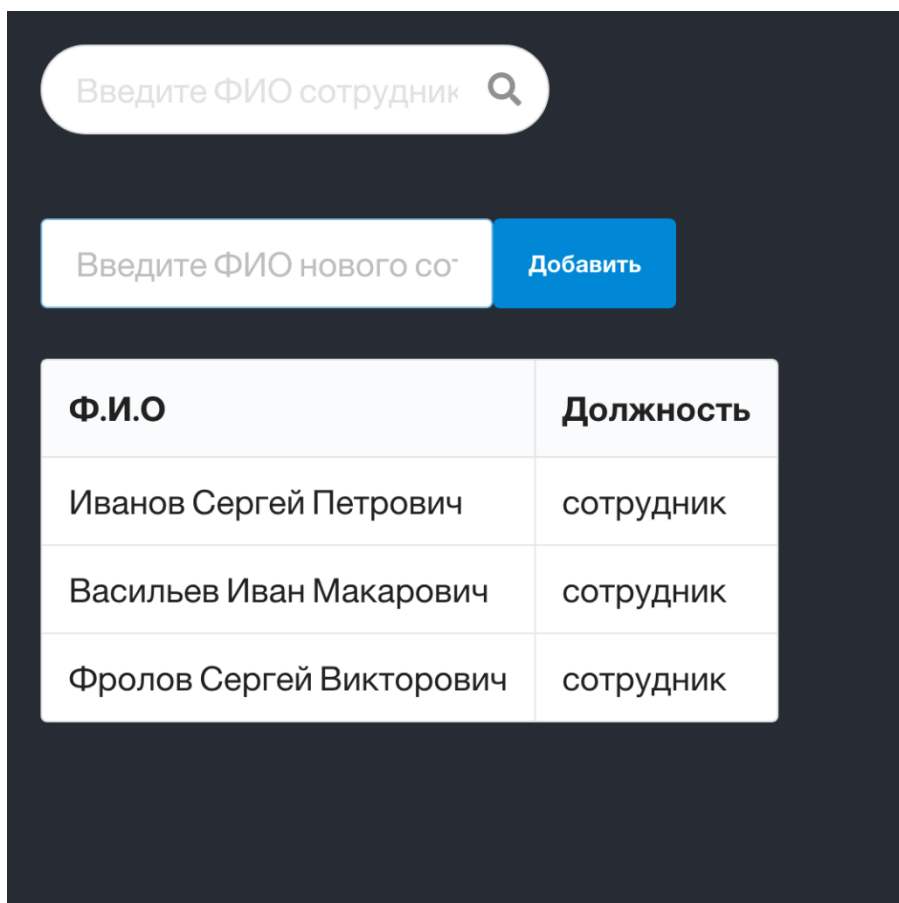 Введите ФИО сотрудник
Введите ФИО нового со
Добавить
Ф.И.О Должность
Иванов Сергей Петрович сотрудник
Васильев Иван Макарович сотрудник
Фролов Сергей Викторович сотрудник